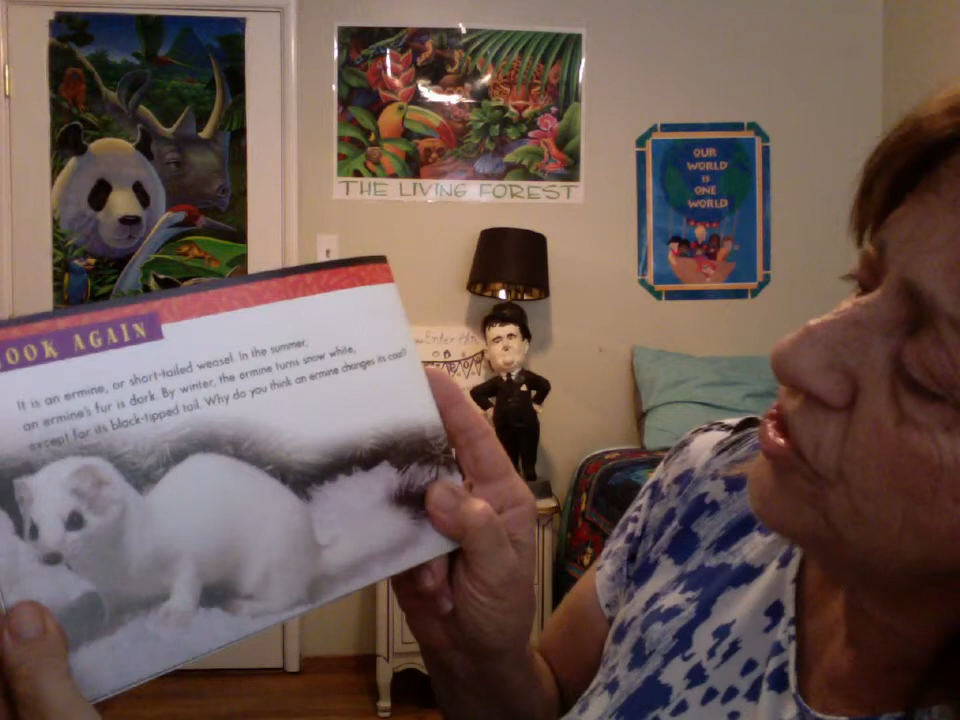 THE LIVING FOREST
OUR
WORLD
IS
ONE
WORLD
OOK AGAIN
It is an ermine, or short-tailed weasel. In the summer,
an ermine's fur is dark. By winter, the ermine turns snow white,
except for its black-tipped tail. Why do you think an ermine changes its coat?